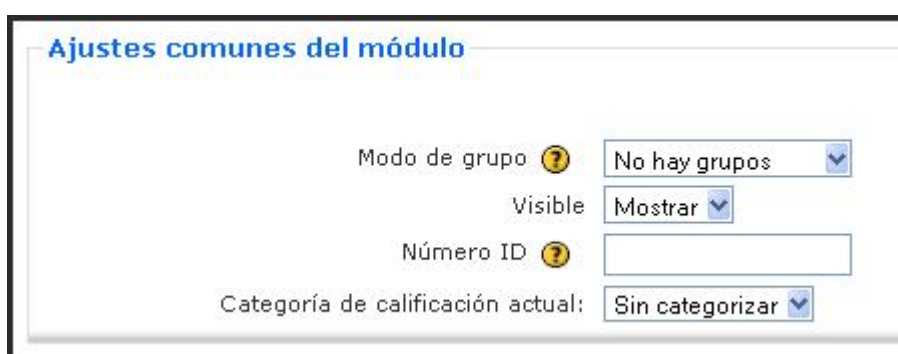 Ajustes comunes del módulo
Modo de grupo ? No hay grupos
Visible Mostrar
Número ID ?
Categoría de calificación actual: Sin categorizar